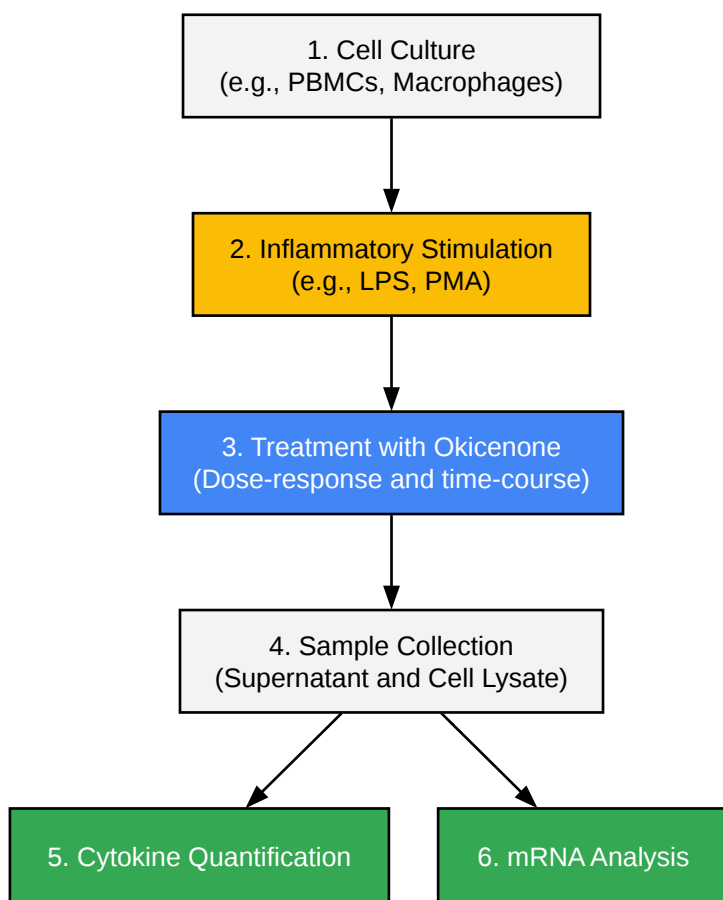 1. Cell Culture
(e.g., PBMCs, Macrophages)
2. Inflammatory Stimulation
(e.g., LPS, PMA)
3. Treatment with Okicenone
(Dose-response and time-course)
4. Sample Collection
(Supernatant and Cell Lysate)
5. Cytokine Quantification
6. mRNA Analysis